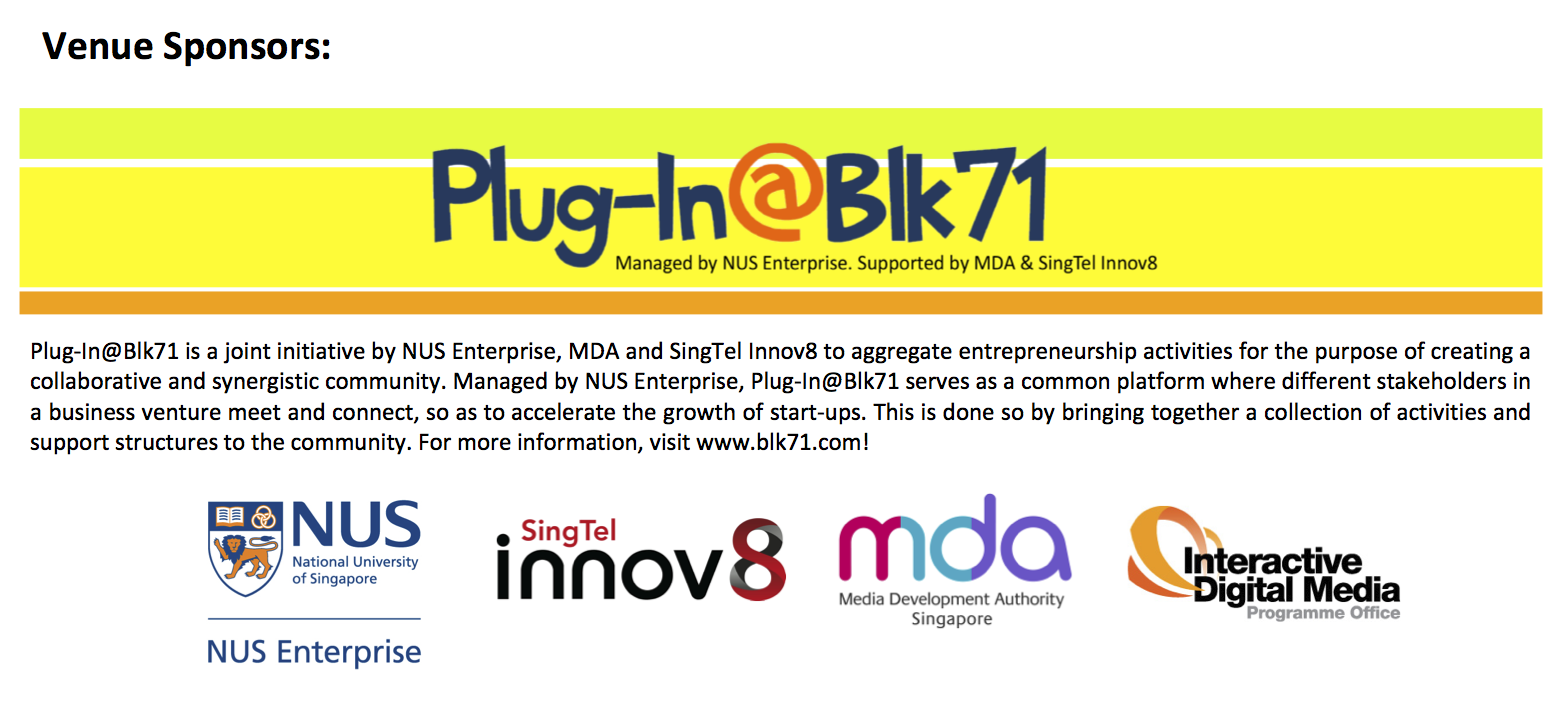 Venue Sponsors:
Plug-In@Blk71
Managed by NUS Enterprise. Supported by MDA & SingTel Innov8
Plug-In@Blk71 is a joint initiative by NUS Enterprise, MDA and SingTel Innov8 to aggregate entrepreneurship activities for the purpose of creating a
collaborative and synergistic community. Managed by NUS Enterprise, Plug-In@Blk71 serves as a common platform where different stakeholders in
a business venture meet and connect, so as to accelerate the growth of start-ups. This is done so by bringing together a collection of activities and
support structures to the community. For more information, visit www.blk71.com!
NUS
National University
of Singapore
NUS Enterprise
SingTel
innov8
mda
Media Development Authority
Singapore
Interactive
Digital Media
Programme Office